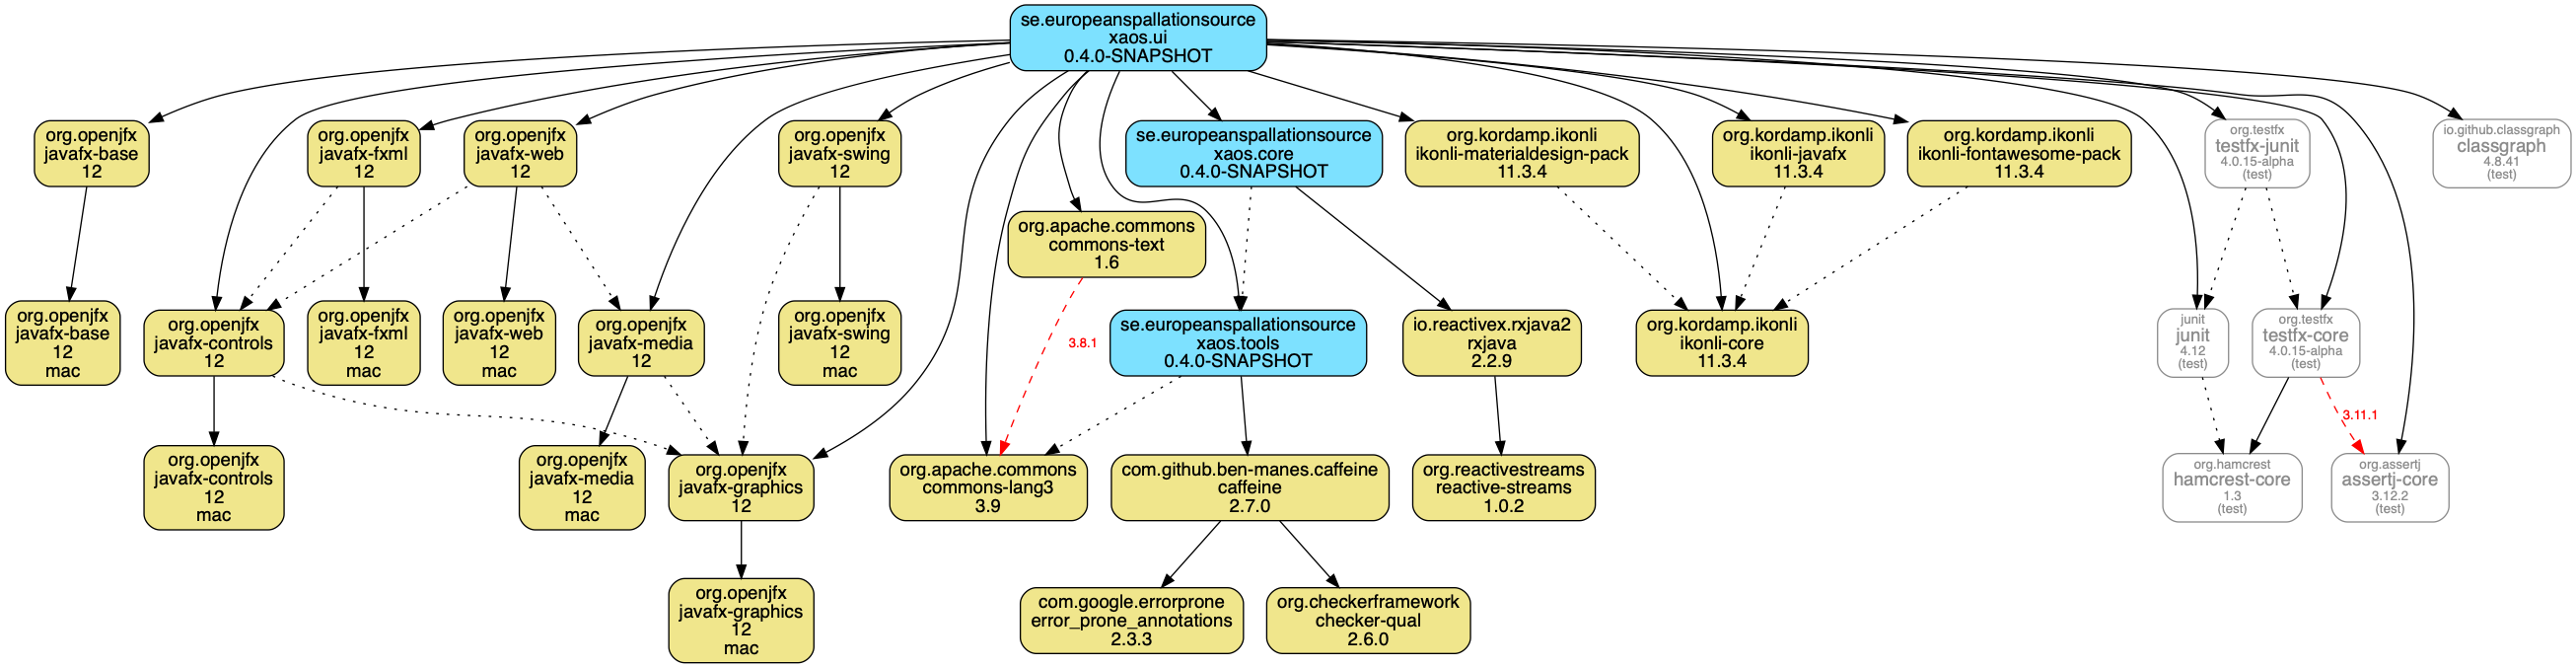 se.europeanspallationsource
xaos.ui
0.4.0-SNAPSHOT
org.openjfx
javafx-base
12
org.openjfx
javafx-fxml
12
org.openjfx
javafx-web
12
org.openjfx
javafx-swing
12
se.europeanspallationsource
xaos.core
0.4.0-SNAPSHOT
org.kordamp.ikonli
ikonli-materialdesign-pack
11.3.4
org.kordamp.ikonli
ikonli-javafx
11.3.4
org.kordamp.ikonli
ikonli-fontawesome-pack
11.3.4
org.testfx
testfx-junit
4.0.15-alpha
(test)
io.github.classgraph
classgraph
4.8.41
(test)
org.apache.commons
commons-text
1.6
org.openjfx
javafx-base
12
mac
org.openjfx
javafx-controls
12
org.openjfx
javafx-fxml
12
mac
org.openjfx
javafx-web
12
mac
org.openjfx
javafx-media
12
org.openjfx
javafx-swing
12
mac
3.8.1
se.europeanspallationsource
xaos.tools
0.4.0-SNAPSHOT
io.reactivex.rxjava2
rxjava
2.2.9
org.kordamp.ikonli
ikonli-core
11.3.4
junit
junit
4.12
(test)
org.testfx
testfx-core
4.0.15-alpha
(test)
3.11.1
org.openjfx
javafx-controls
12
mac
org.openjfx
javafx-media
12
mac
org.openjfx
javafx-graphics
12
org.apache.commons
commons-lang3
3.9
com.github.ben-manes.caffeine
caffeine
2.7.0
org.reactivestreams
reactive-streams
1.0.2
org.hamcrest
hamcrest-core
1.3
(test)
org.assertj
assertj-core
3.12.2
(test)
org.openjfx
javafx-graphics
12
mac
com.google.errorprone
error_prone_annotations
2.3.3
org.checkerframework
checker-qual
2.6.0